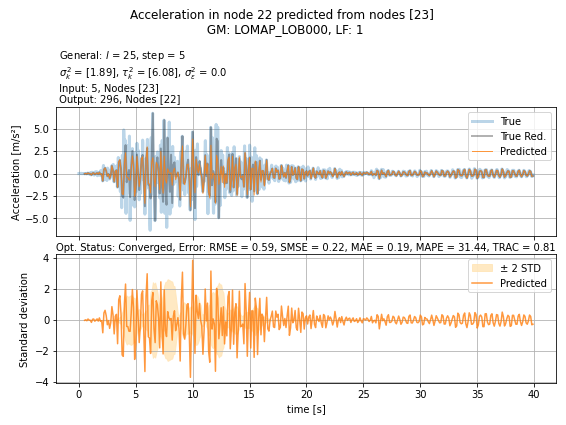 Acceleration in node 22 predicted from nodes [23]
GM: LOMAP_LOB000, LF: 1
General: l = 25, step = 5
σ_k² = [1.89], τ_k² = [6.08], σ_ε² = 0.0
Input: 5, Nodes [23]
Output: 296, Nodes [22]
Acceleration [m/s²]
5.0
2.5
0.0
−2.5
−5.0
True
True Red.
Predicted
Opt. Status: Converged, Error: RMSE = 0.59, SMSE = 0.22, MAE = 0.19, MAPE = 31.44, TRAC = 0.81
Standard deviation
4
2
0
−2
−4
± 2 STD
Predicted
0 5 10 15 20 25 30 35 40
time [s]